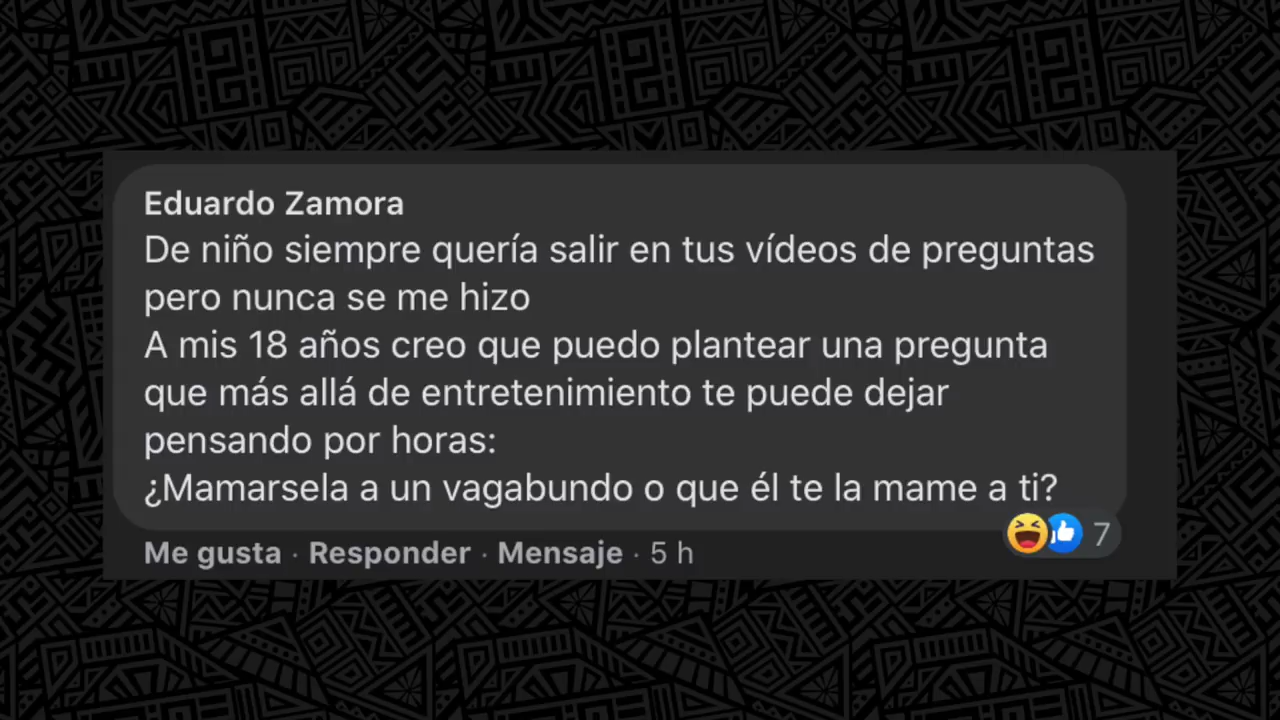 Eduardo Zamora
De niño siempre quería salir en tus vídeos de preguntas
pero nunca se me hizo
A mis 18 años creo que puedo plantear una pregunta
que más allá de entretenimiento te puede dejar
pensando por horas:
¿Mamarsela a un vagabundo o que él te la mame a ti?
7
Me gusta · Responder · Mensaje · 5 h